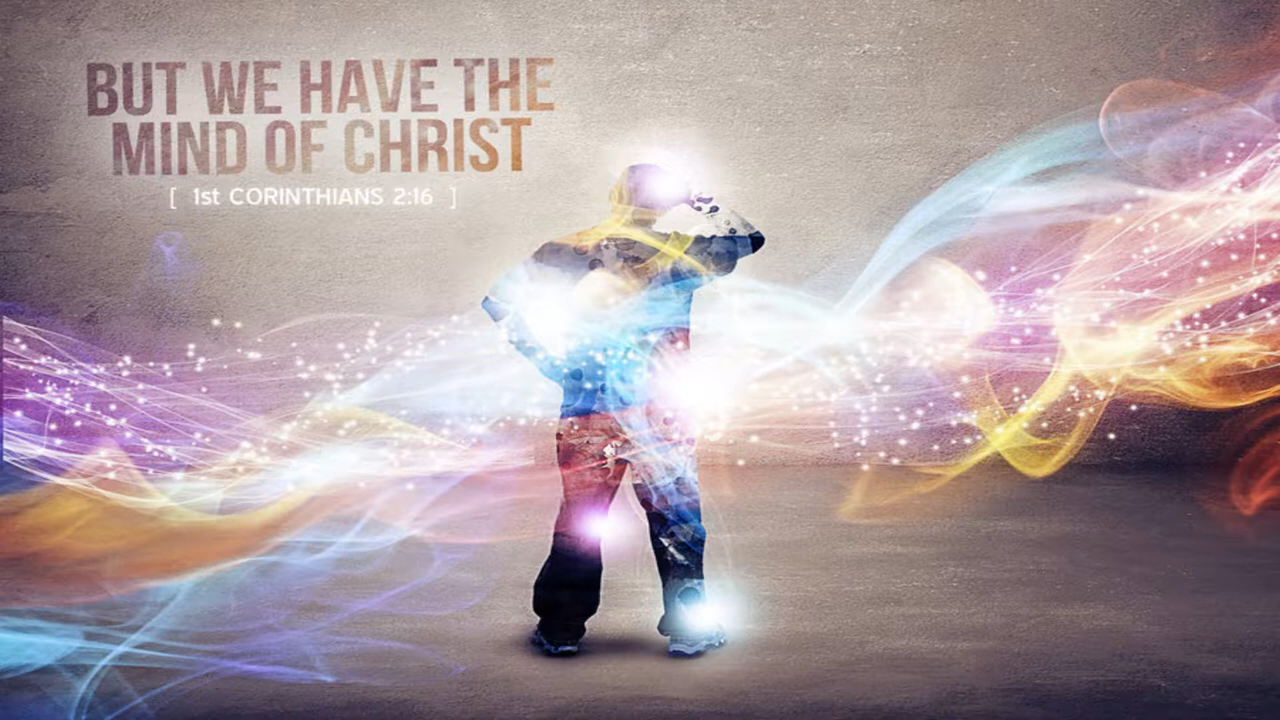 BUT WE HAVE THE
MIND OF CHRIST
[ 1st CORINTHIANS 2:16 ]